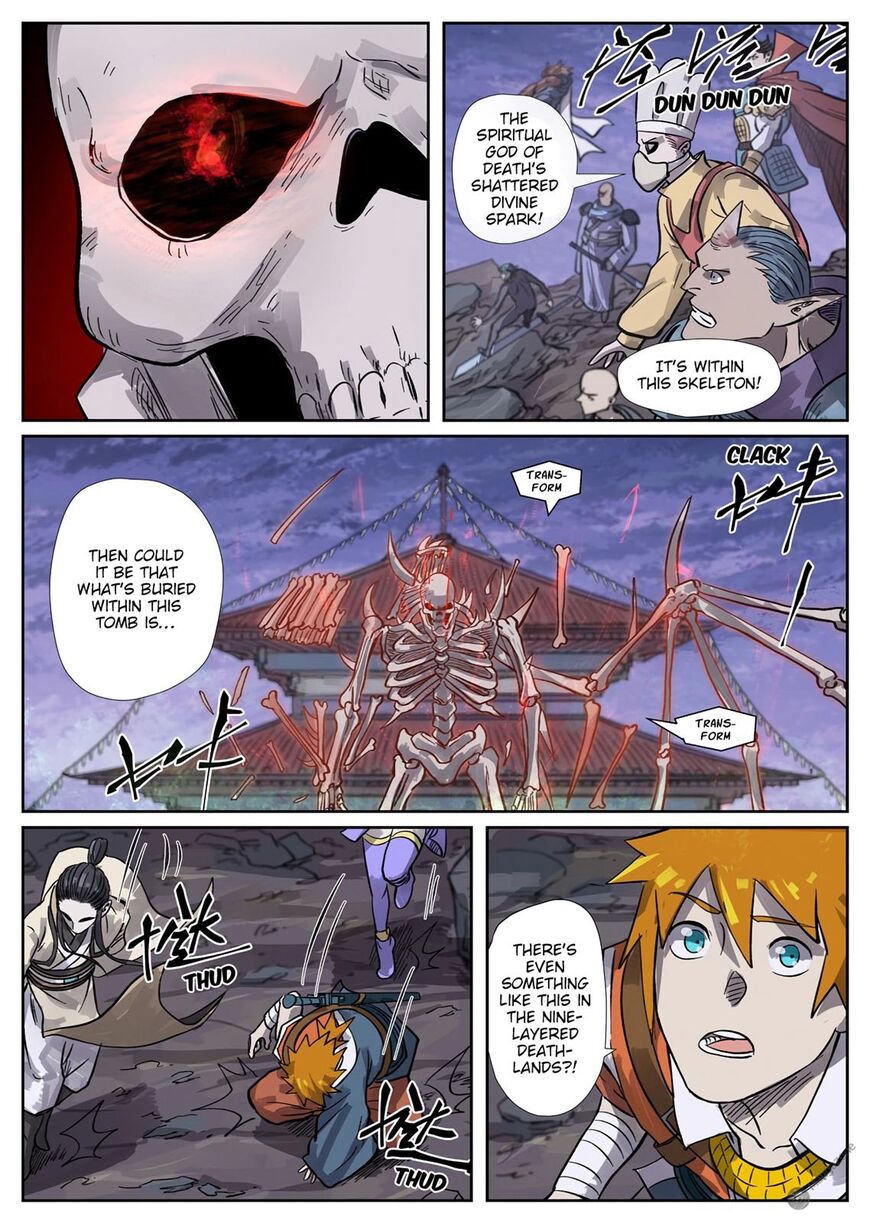 DUN DUN DUN
THE
SPIRITUAL
GOD OF
DEATH'S
SHATTERED
DIVINE
SPARK!
IT'S WITHIN
THIS SKELETON!
CLACK
TRANS-
FORM
THEN COULD
IT BE THAT
WHAT'S BURIED
WITHIN THIS
TOMB IS...
TRANS-
FORM
THUD
THUD
THERE'S
EVEN
SOMETHING
LIKE THIS IN
THE NINE-
LAYERED
DEATH-
LANDS?!